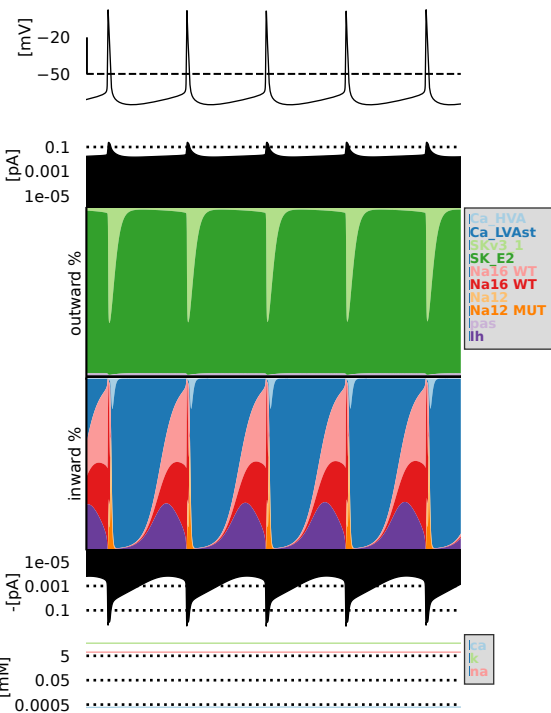 [mV]
−20
−50
[pA]
0.1
0.001
1e-05
outward %
Ca_HVA
Ca_LVAst
SKv3_1
SK_E2
Na16 WT
Na16 WT
Na12
Na12 MUT
pas
Ih
inward %
-[pA]
1e-05
0.001
0.1
[mM]
5
0.05
0.0005
ca
k
na